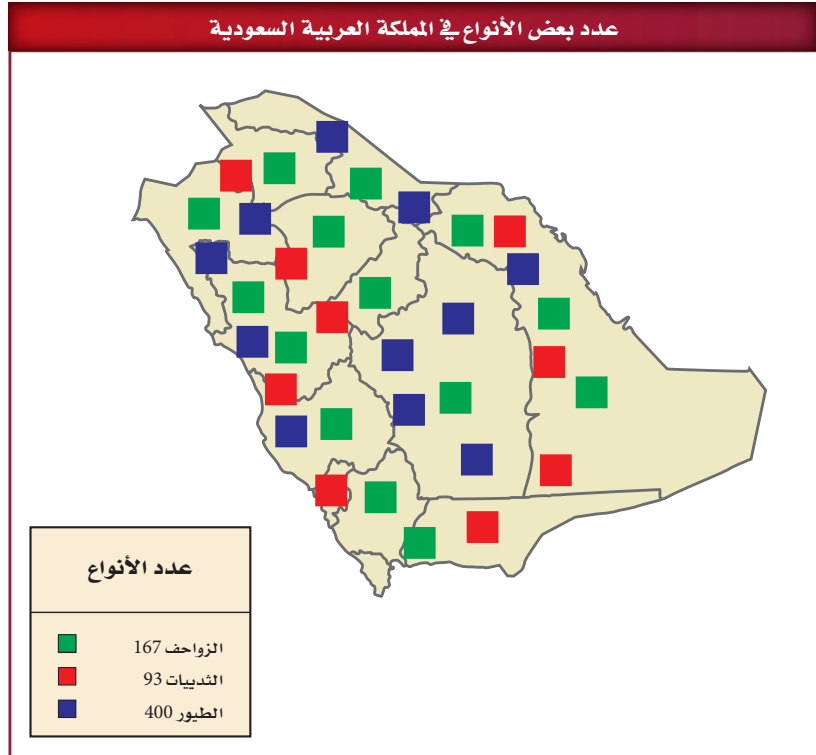 عدد بعض الأنواع في المملكة العربية السعودية
عدد الأنواع
الزواحف 167
الثدييات 93
الطيور 400